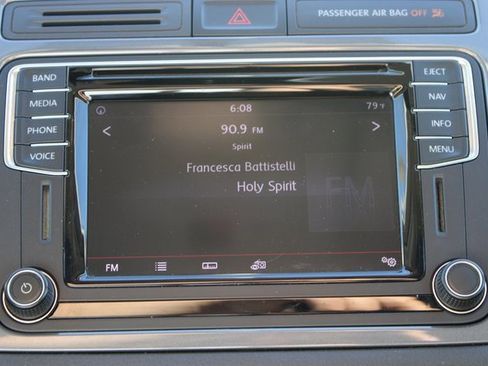 PASSENGER AIR BAG OFF
BAND
MEDIA
PHONE
VOICE
EJECT
NAV
INFO
MENU
6:08
79°F
< 90.9 FM >
Spirit
Francesca Battistelli
Holy Spirit
FM
FM